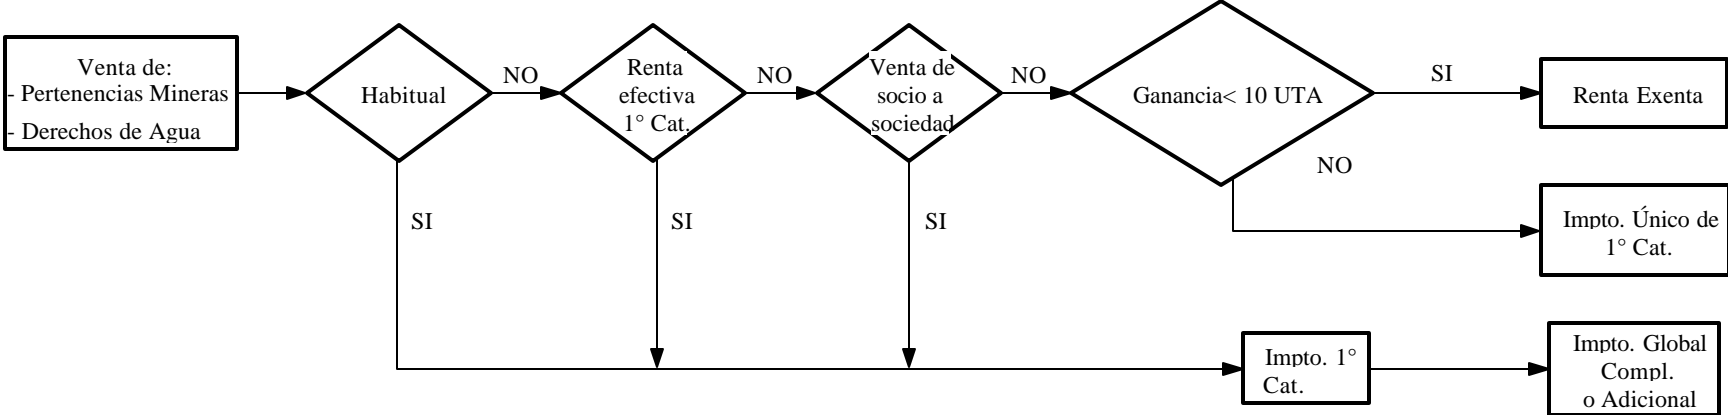 Venta de:
- Pertenencias Mineras
- Derechos de Agua
Habitual
NO
Renta
efectiva
1° Cat.
NO
Venta de
socio a
sociedad
NO
Ganancia< 10 UTA
SI
Renta Exenta
NO
SI
SI
SI
Impto. Único de
1° Cat.
Impto. 1°
Cat.
Impto. Global
Compl.
o Adicional